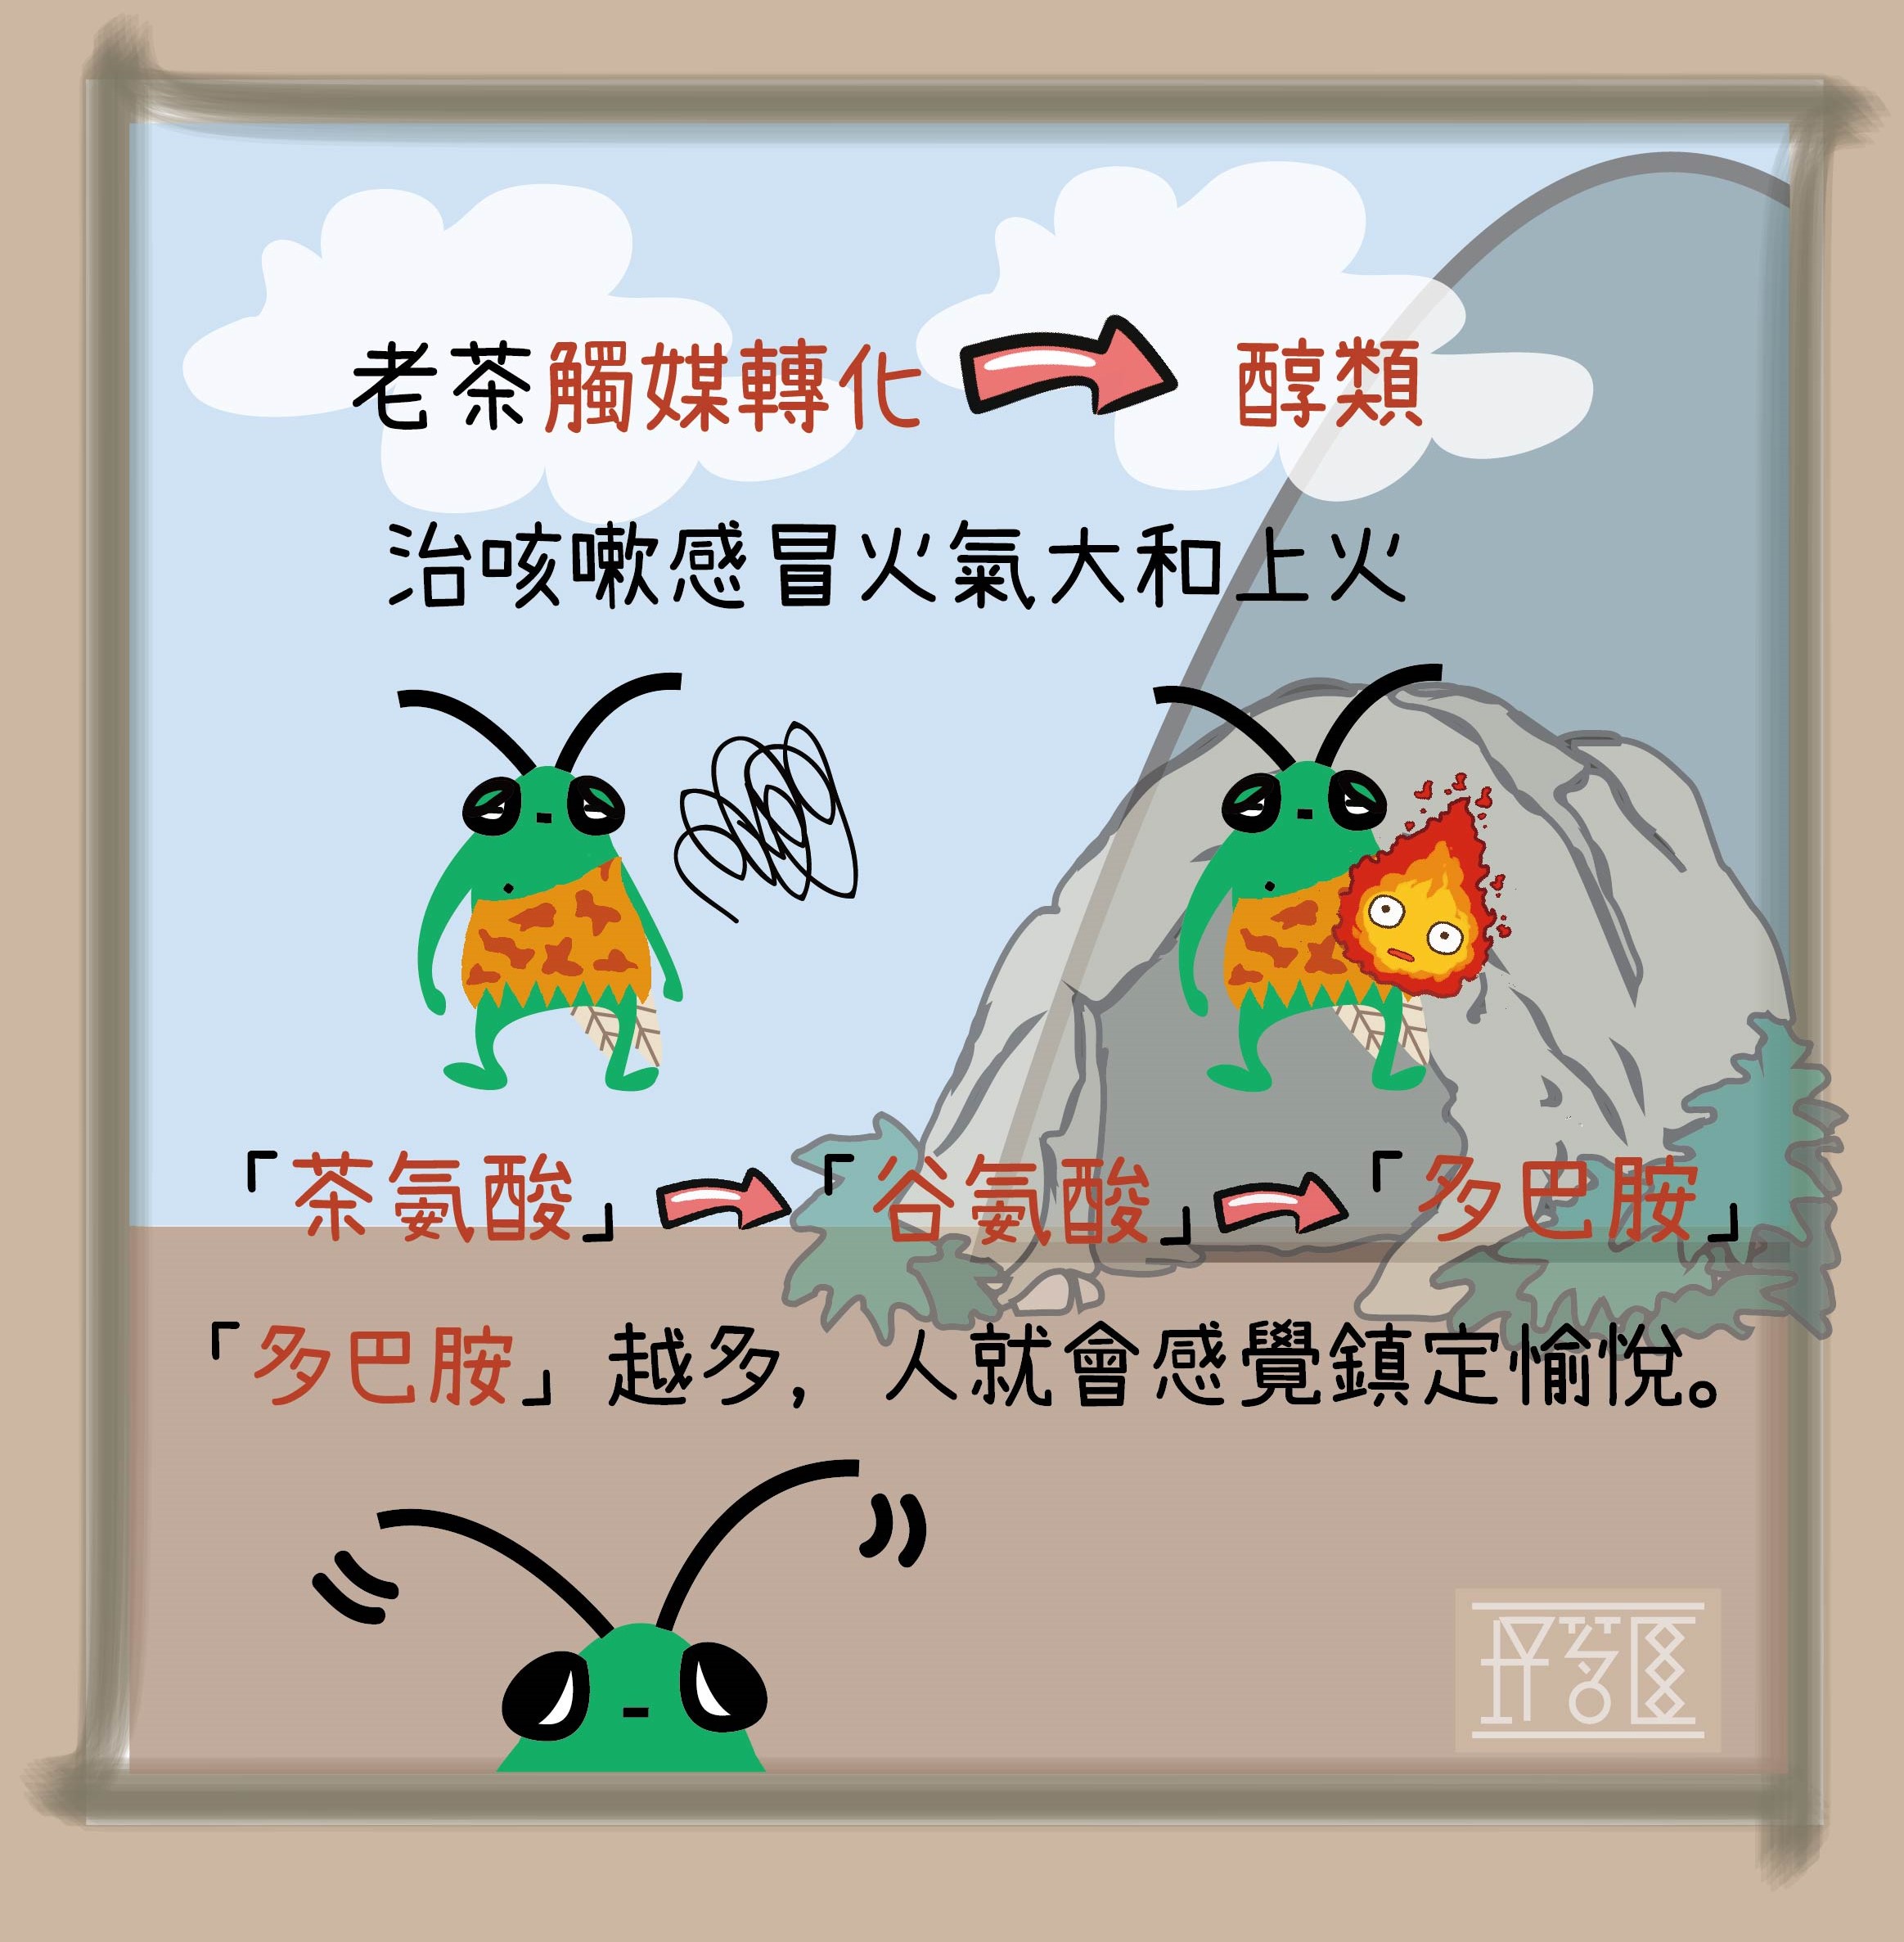 老茶觸媒轉化 醇類
治咳嗽感冒火氣大和上火
「茶氨酸」「谷氨酸」「多巴胺」
「多巴胺」越多，人就會感覺鎮定愉悅。